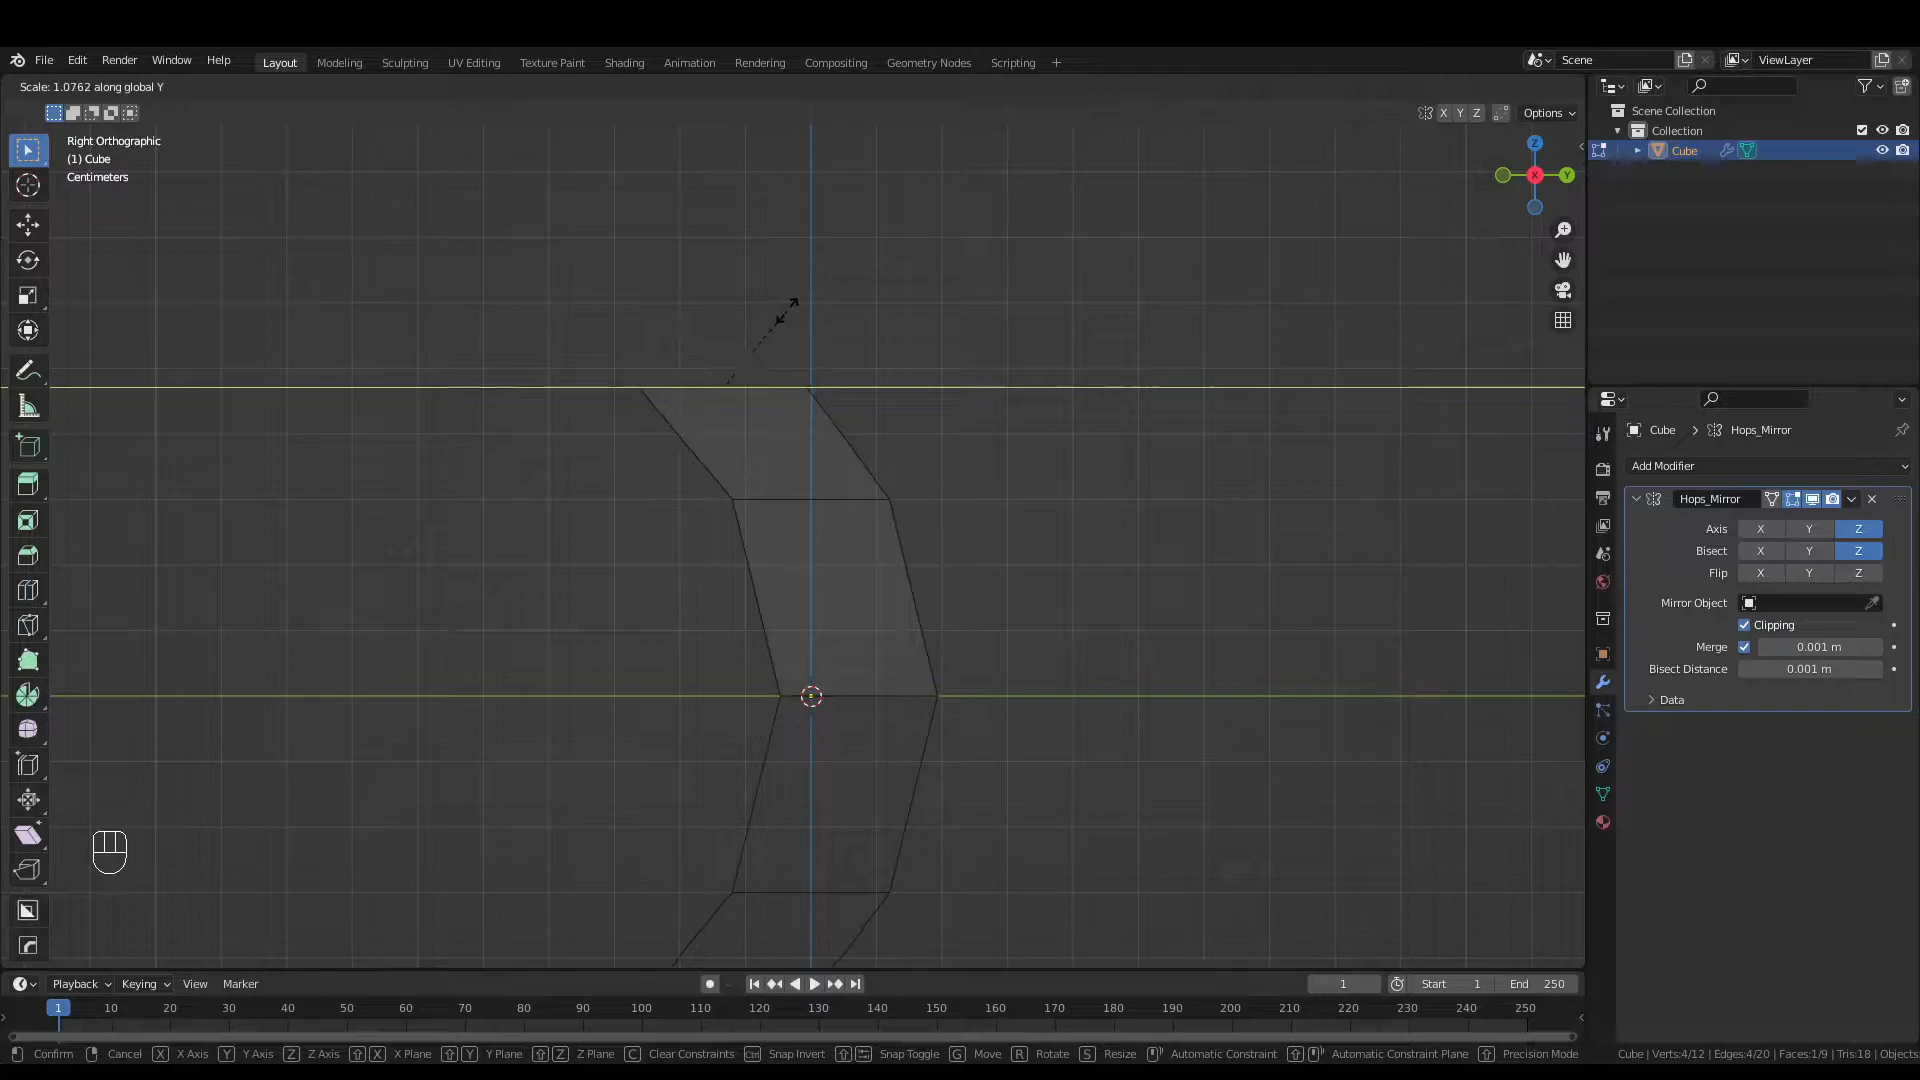 File Edit Render Window Help Layout Modeling Sculpting UV Editing Texture Paint Shading Animation Rendering Compositing Geometry Nodes Scripting + Scene ViewLayer
Scale: 1.0762 along global Y
X Y Z Options
Right Orthographic
(1) Cube
Centimeters
Z
X
Y
Scene Collection
Collection
Cube
Cube > Hops_Mirror
Add Modifier
Hops_Mirror
Axis X Y Z
Bisect X Y Z
Flip X Y Z
Mirror Object
Clipping
Merge 0.001 m
Bisect Distance 0.001 m
Data
Playback Keying View Marker 1 Start 1 End 250
1 10 20 30 40 50 60 70 80 90 100 110 120 130 140 150 160 170 180 190 200 210 220 230 240 250
Confirm Cancel X X Axis Y Y Axis Z Z Axis X X Plane Y Y Plane Z Z Plane C Clear Constraints Ctrl Snap Invert Snap Toggle G Move R Rotate S Resize Automatic Constraint Automatic Constraint Plane Precision Mode Cube | Verts:4/12 | Edges:4/20 | Faces:1/9 | Tris:18 | Objects: